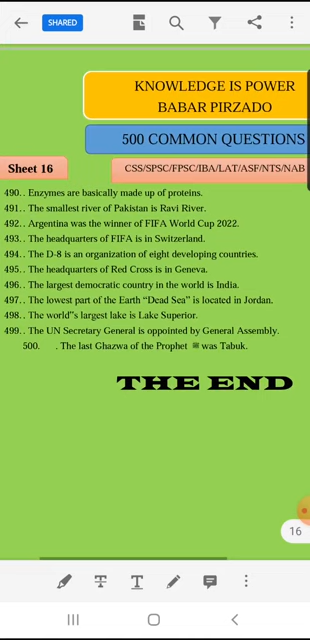 SHARED
KNOWLEDGE IS POWER
BABAR PIRZADO
500 COMMON QUESTIONS
Sheet 16
CSS/SPSC/FPSC/IBA/LAT/ASF/NTS/NAB
490.. Enzymes are basically made up of proteins.
491.. The smallest river of Pakistan is Ravi River.
492.. Argentina was the winner of FIFA World Cup 2022.
493.. The headquarters of FIFA is in Switzerland.
494.. The D-8 is an organization of eight developing countries.
495.. The headquarters of Red Cross is in Geneva.
496.. The largest democratic country in the world is India.
497.. The lowest part of the Earth “Dead Sea” is located in Jordan.
498.. The world"s largest lake is Lake Superior.
499.. The UN Secretary General is oppointed by General Assembly.
500. . The last Ghazwa of the Prophet ﷺ was Tabuk.
THE END
16